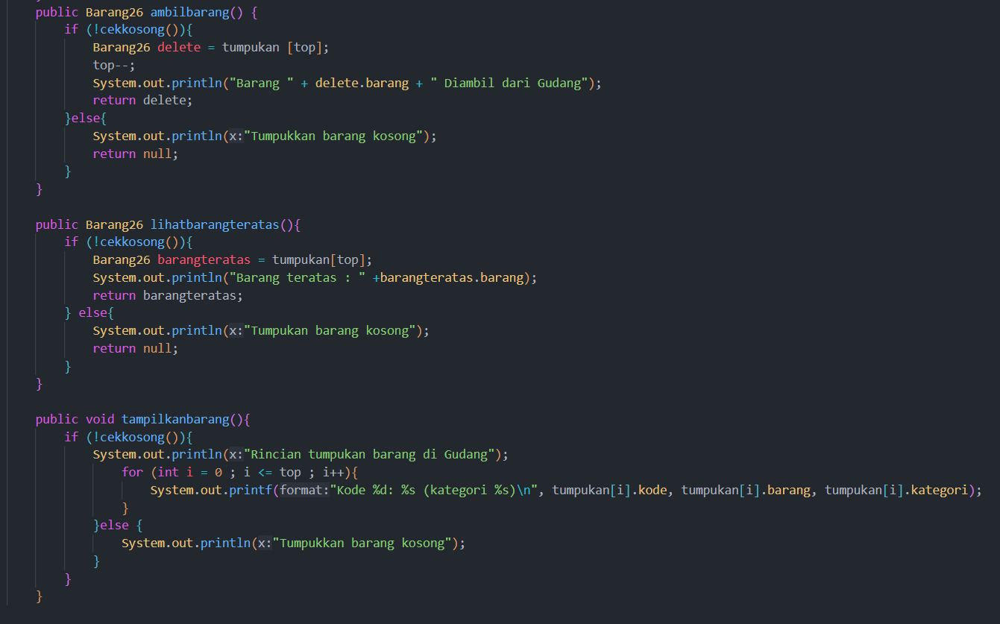 public Barang26 ambilbarang() {
if (!cekkosong()){
Barang26 delete = tumpukan [top];
top--;
System.out.println("Barang " + delete.barang + " Diambil dari Gudang");
return delete;
}else{
System.out.println(x:"Tumpukkan barang kosong");
return null;
}
}
public Barang26 lihatbarangteratas(){
if (!cekkosong()){
Barang26 barangteratas = tumpukan[top];
System.out.println("Barang teratas : " +barangteratas.barang);
return barangteratas;
} else{
System.out.println(x:"Tumpukan barang kosong");
return null;
}
}
public void tampilkanbarang(){
if (!cekkosong()){
System.out.println(x:"Rincian tumpukan barang di Gudang");
for (int i = 0 ; i <= top ; i++){
System.out.printf(format:"Kode %d: %s (kategori %s)\n", tumpukan[i].kode, tumpukan[i].barang, tumpukan[i].kategori);
}
}else {
System.out.println(x:"Tumpukkan barang kosong");
}
}
}